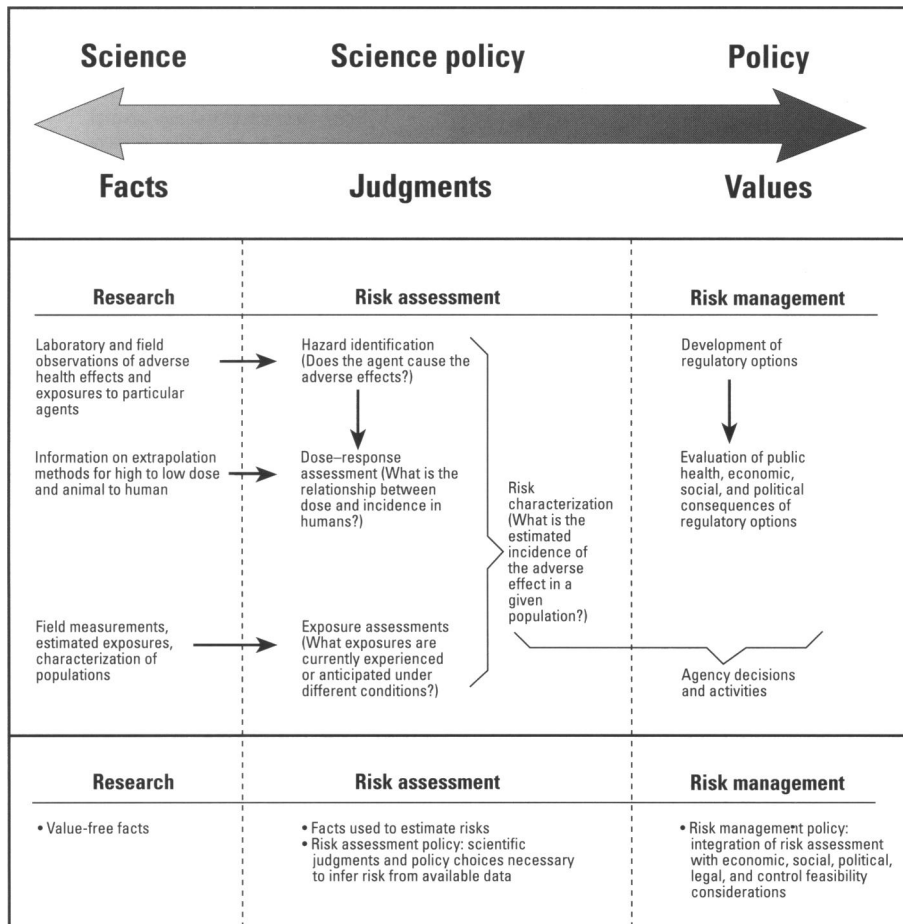 Science
Science policy
Policy
Facts
Judgments
Values
Research
Risk assessment
Risk management
Laboratory and field
observations of adverse
health effects and
exposures to particular
agents
Hazard identification
(Does the agent cause the
adverse effects?)
Development of
regulatory options
Information on extrapolation
methods for high to low dose
and animal to human
Dose–response
assessment (What is the
relationship between
dose and incidence in
humans?)
Risk
characterization
(What is the
estimated
incidence of
the adverse
effect in a
given
population?)
Evaluation of public
health, economic,
social, and political
consequences of
regulatory options
Field measurements,
estimated exposures,
characterization of
populations
Exposure assessments
(What exposures are
currently experienced
or anticipated under
different conditions?)
Agency decisions
and activities
Research
Risk assessment
Risk management
• Value-free facts
• Facts used to estimate risks
• Risk assessment policy: scientific
judgments and policy choices necessary
to infer risk from available data
• Risk management policy:
integration of risk assessment
with economic, social, political,
legal, and control feasibility
considerations